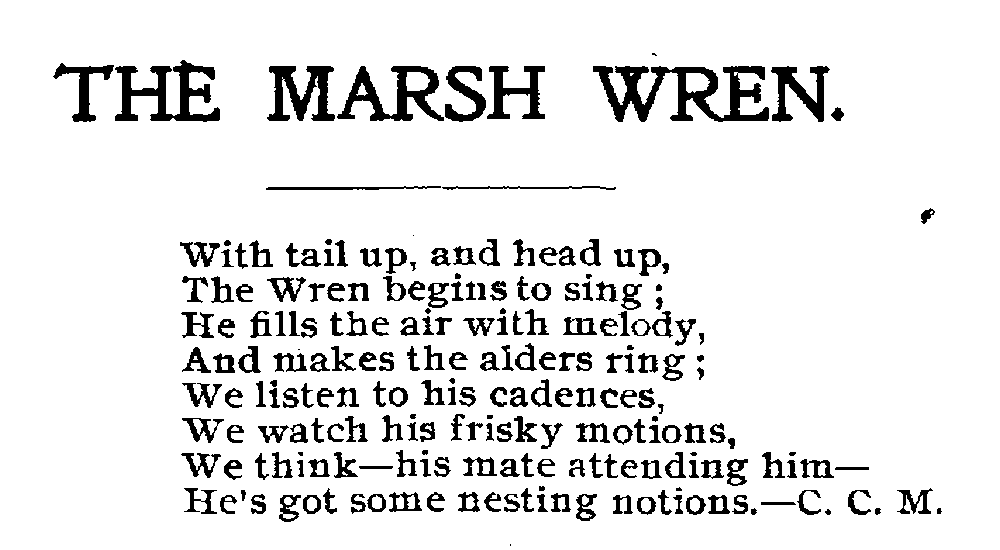 THE MARSH WREN.
With tail up, and head up,
The Wren begins to sing ;
He fills the air with melody,
And makes the alders ring ;
We listen to his cadences,
We watch his frisky motions,
We think—his mate attending him—
He's got some nesting notions.—C. C. M.